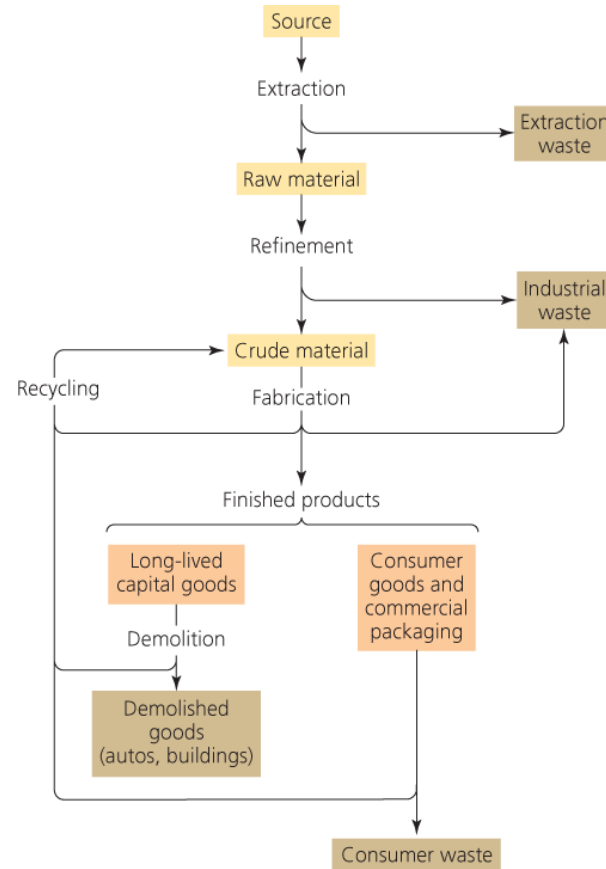 Source
Extraction
Extraction
waste
Raw material
Refinement
Industrial
waste
Crude material
Recycling
Fabrication
Finished products
Long-lived
capital goods
Consumer
goods and
commercial
packaging
Demolition
Demolished
goods
(autos, buildings)
Consumer waste